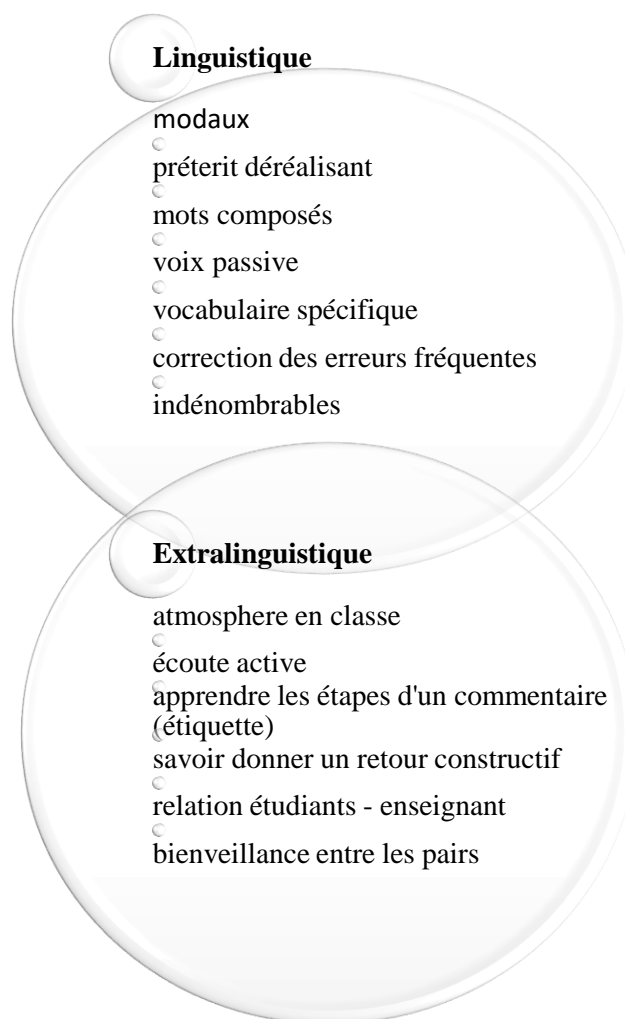 Linguistique
modaux
préterit déréalisant
mots composés
voix passive
vocabulaire spécifique
correction des erreurs fréquentes
indénombrables
Extralinguistique
atmosphere en classe
écoute active
apprendre les étapes d'un commentaire
(étiquette)
savoir donner un retour constructif
relation étudiants - enseignant
bienveillance entre les pairs